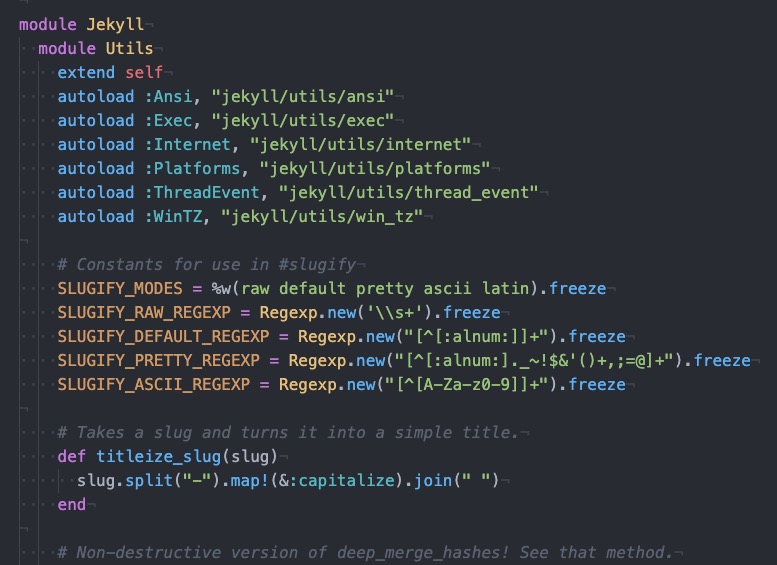 module Jekyll
  module Utils
    extend self
    autoload :Ansi, "jekyll/utils/ansi"
    autoload :Exec, "jekyll/utils/exec"
    autoload :Internet, "jekyll/utils/internet"
    autoload :Platforms, "jekyll/utils/platforms"
    autoload :ThreadEvent, "jekyll/utils/thread_event"
    autoload :WinTZ, "jekyll/utils/win_tz"

    # Constants for use in #slugify
    SLUGIFY_MODES = %w(raw default pretty ascii latin).freeze
    SLUGIFY_RAW_REGEXP = Regexp.new('\\s+').freeze
    SLUGIFY_DEFAULT_REGEXP = Regexp.new("[^[:alnum:]]+").freeze
    SLUGIFY_PRETTY_REGEXP = Regexp.new("[^[:alnum:]._~!$&'()+,;=@]+").freeze
    SLUGIFY_ASCII_REGEXP = Regexp.new("[^[A-Za-z0-9]]+").freeze

    # Takes a slug and turns it into a simple title.
    def titleize_slug(slug)
      slug.split("-").map!(&:capitalize).join(" ")
    end

    # Non-destructive version of deep_merge_hashes! See that method.